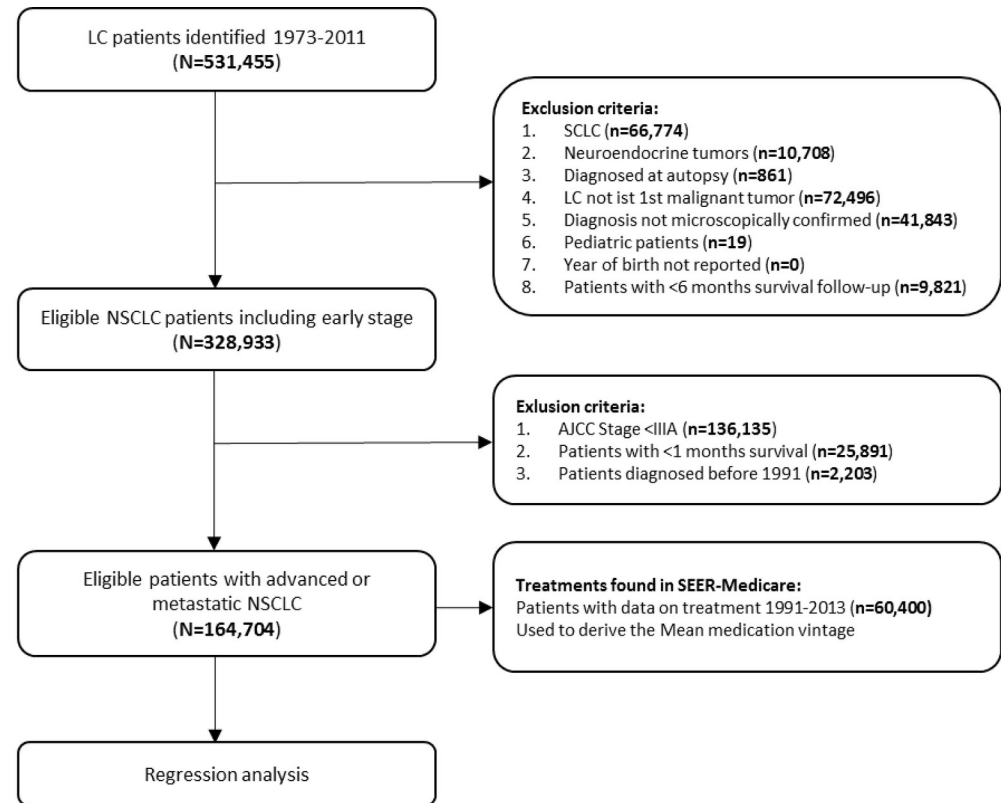 LC patients identified 1973-2011
(N=531,455)
Exclusion criteria:
1. SCLC (n=66,774)
2. Neuroendocrine tumors (n=10,708)
3. Diagnosed at autopsy (n=861)
4. LC not ist 1st malignant tumor (n=72,496)
5. Diagnosis not microscopically confirmed (n=41,843)
6. Pediatric patients (n=19)
7. Year of birth not reported (n=0)
8. Patients with <6 months survival follow-up (n=9,821)
Eligible NSCLC patients including early stage
(N=328,933)
Exlusion criteria:
1. AJCC Stage <IIIA (n=136,135)
2. Patients with <1 months survival (n=25,891)
3. Patients diagnosed before 1991 (n=2,203)
Eligible patients with advanced or
metastatic NSCLC
(N=164,704)
Treatments found in SEER-Medicare:
Patients with data on treatment 1991-2013 (n=60,400)
Used to derive the Mean medication vintage
Regression analysis